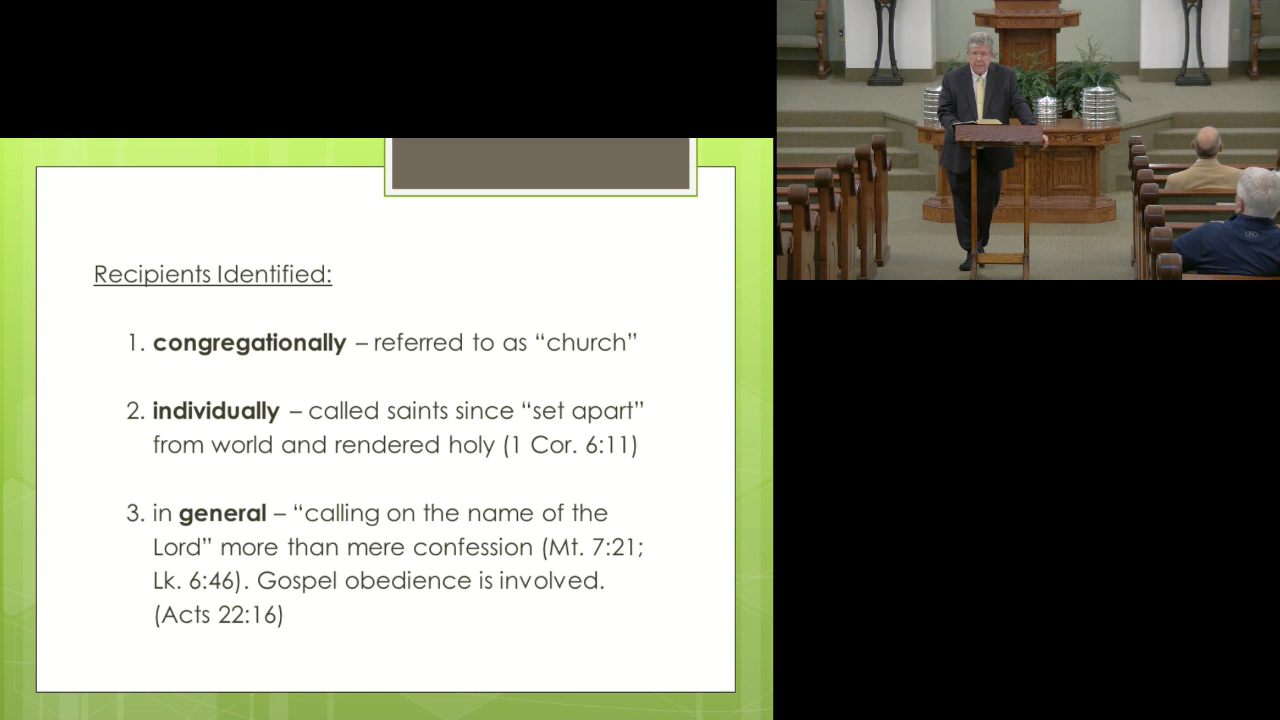 Recipients Identified:
1. congregationally – referred to as “church”
2. individually – called saints since “set apart”
from world and rendered holy (1 Cor. 6:11)
3. in general – “calling on the name of the
Lord” more than mere confession (Mt. 7:21;
Lk. 6:46). Gospel obedience is involved.
(Acts 22:16)